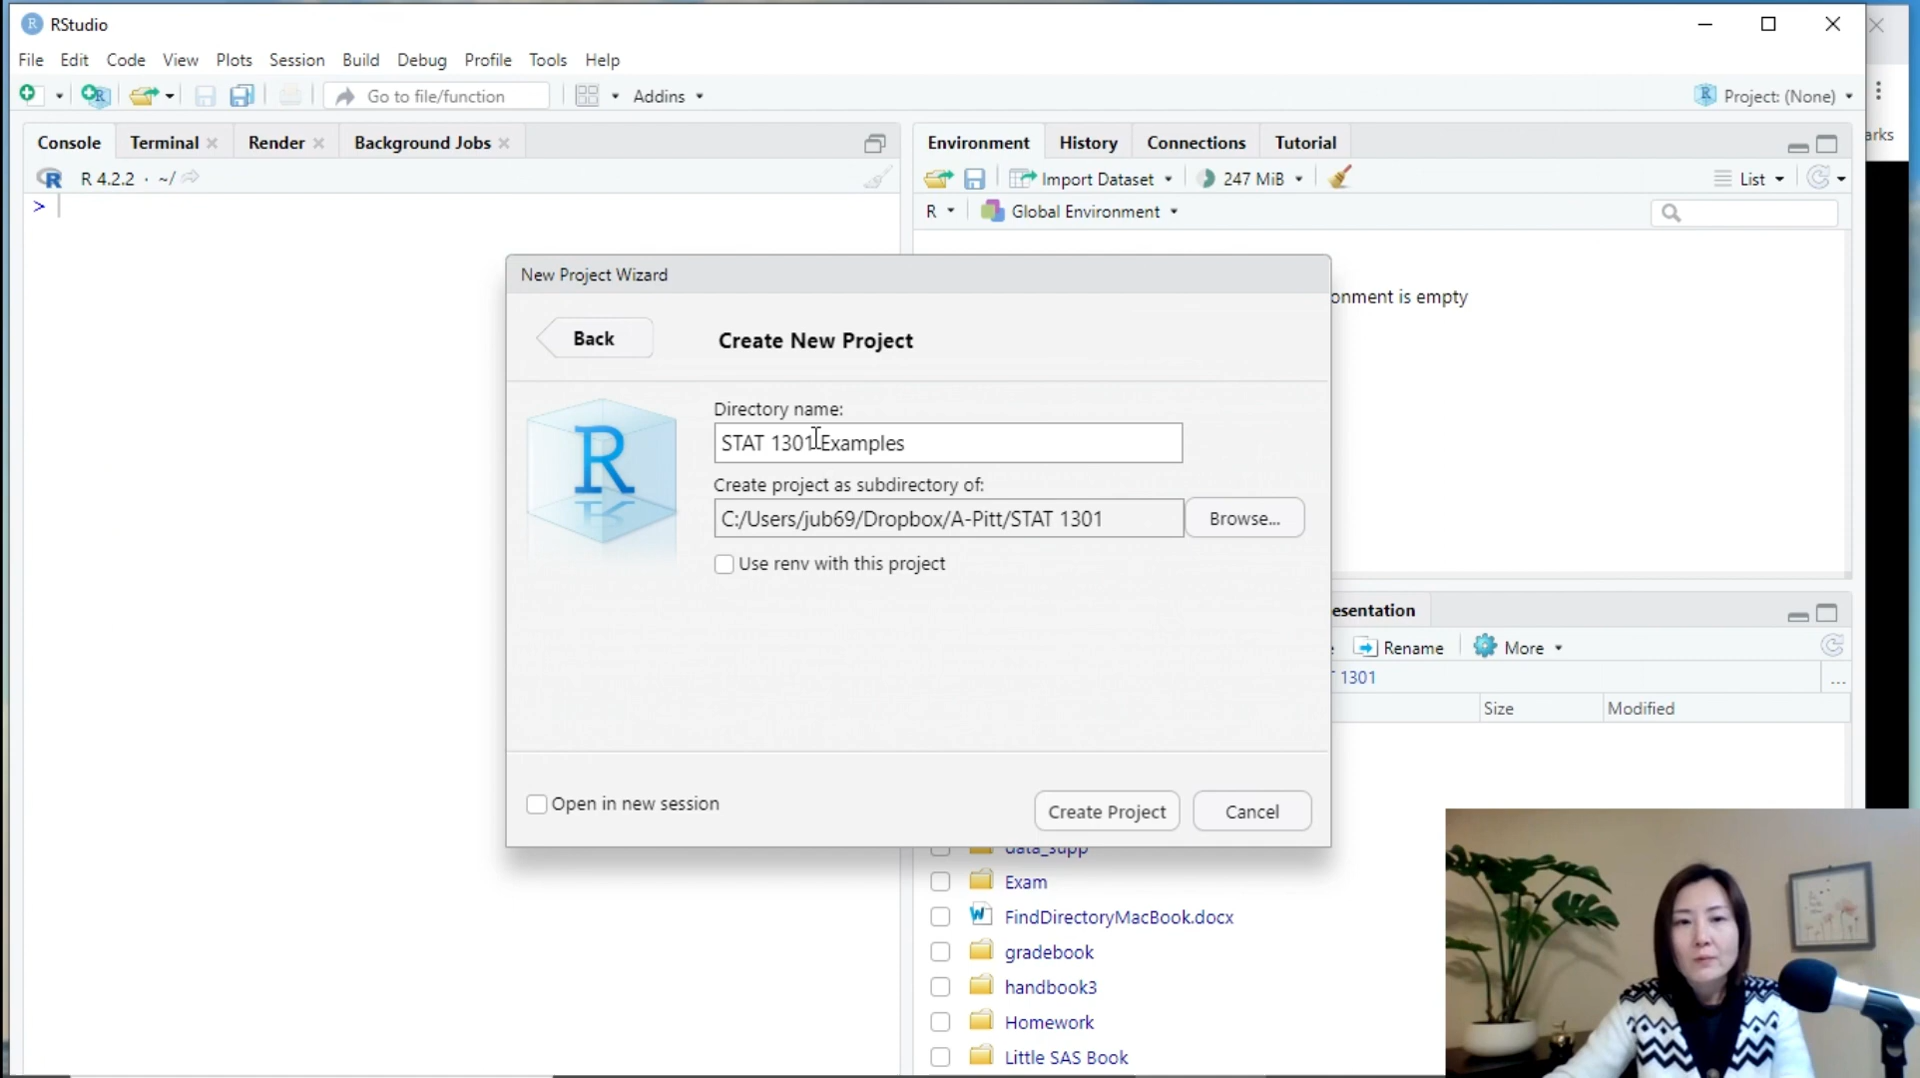 RStudio
File Edit Code View Plots Session Build Debug Profile Tools Help
Go to file/function
Addins
Project: (None)
Console Terminal Render Background Jobs
R 4.2.2 · ~/
>
Environment History Connections Tutorial
Import Dataset
247 MiB
List
R Global Environment
onment is empty
New Project Wizard
Back
Create New Project
R
Directory name:
STAT 1301 Examples
Create project as subdirectory of:
C:/Users/jub69/Dropbox/A-Pitt/STAT 1301
Browse...
Use renv with this project
Open in new session
Create Project
Cancel
esentation
Rename More
1301
...
Size Modified
data_supp
Exam
FindDirectoryMacBook.docx
gradebook
handbook3
Homework
Little SAS Book
arks